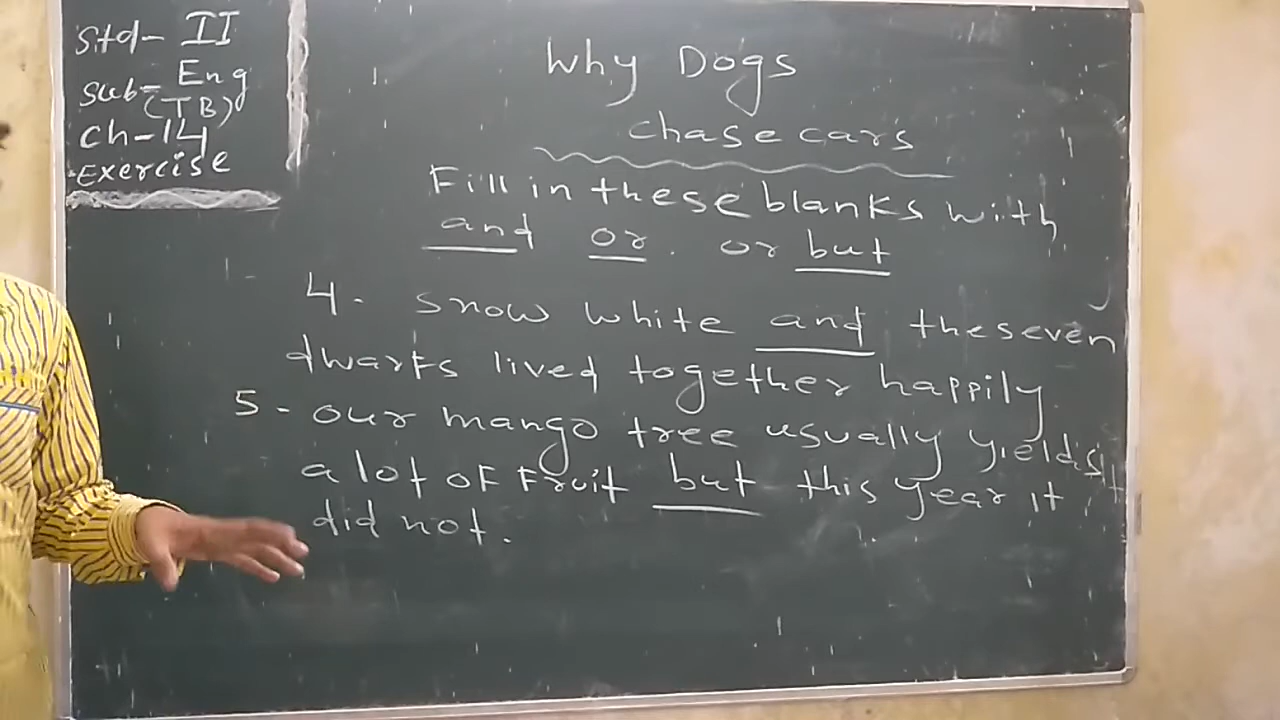 Std- II
Sub- Eng
(TB)
Ch-14
Exercise
Why Dogs
chase cars
Fill in these blanks with
and or . or but
4. Snow white and the seven
dwarfs lived together happily
5- our mango tree usually yields
a lot of Fruit but this year it
did not.